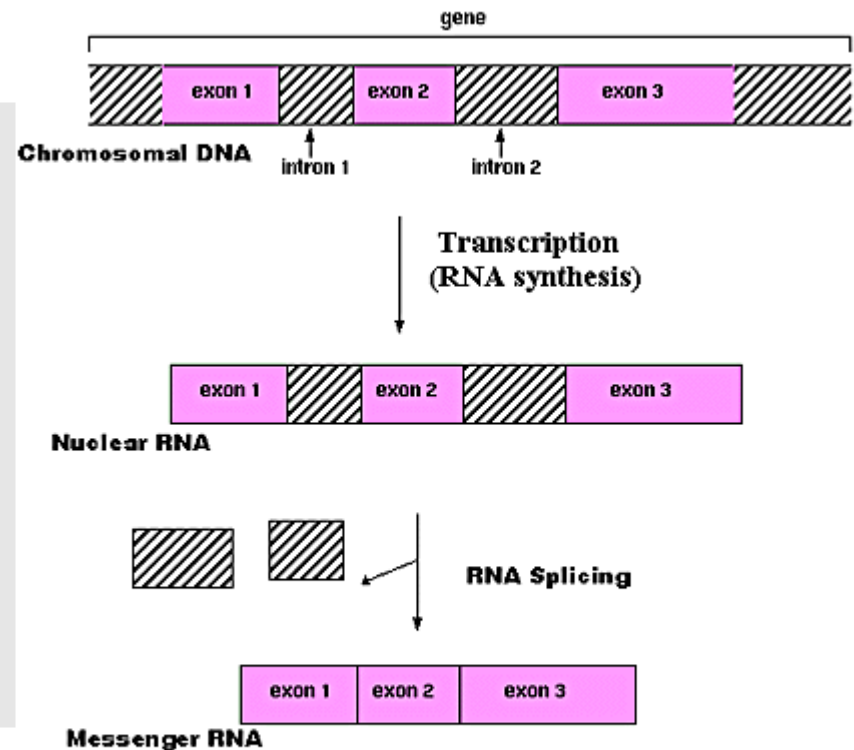 gene
exon 1 exon 2 exon 3
Chromosomal DNA
intron 1 intron 2
Transcription
(RNA synthesis)
exon 1 exon 2 exon 3
Nuclear RNA
RNA Splicing
exon 1 exon 2 exon 3
Messenger RNA